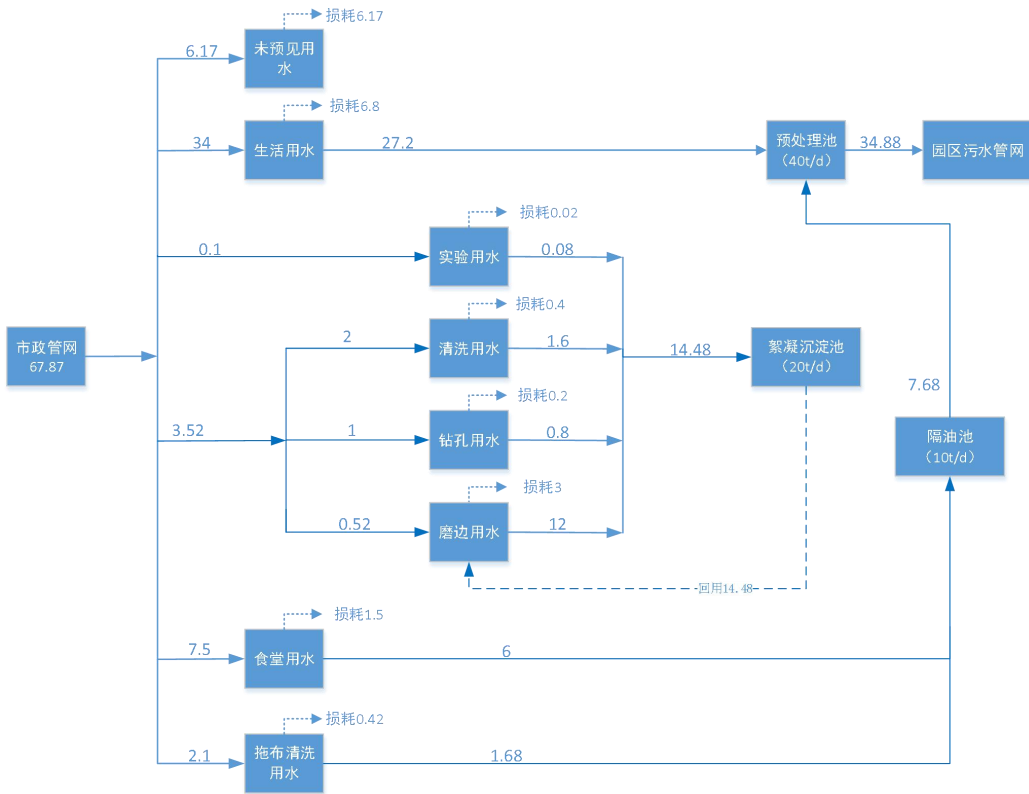 损耗6.17
6.17
未预见用
水
损耗6.8
34
生活用水
27.2
预处理池
（40t/d）
34.88
园区污水管网
损耗0.02
0.1
实验用水
0.08
损耗0.4
2
清洗用水
1.6
市政管网
67.87
14.48
絮凝沉淀池
（20t/d）
7.68
损耗0.2
3.52
1
钻孔用水
0.8
隔油池
（10t/d）
损耗3
0.52
磨边用水
12
回用14.48
损耗1.5
7.5
食堂用水
6
损耗0.42
2.1
拖布清洗
用水
1.68